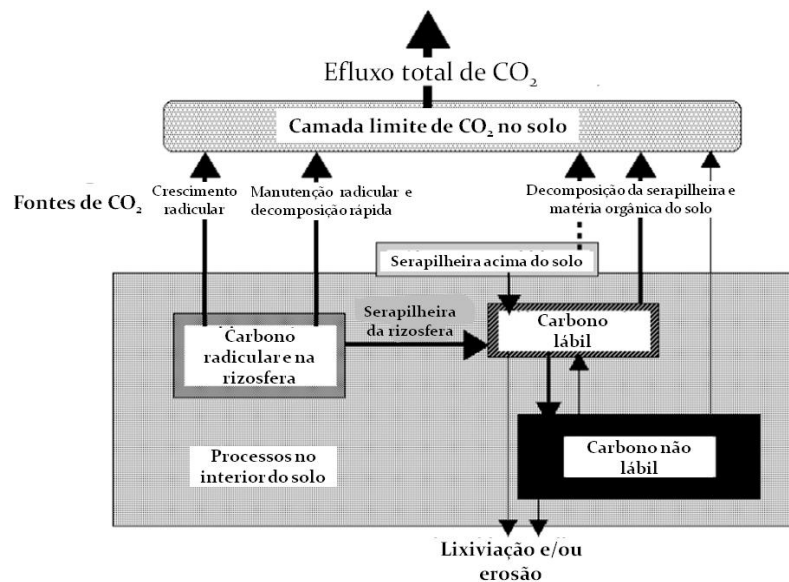 Efluxo total de CO₂
Camada limite de CO₂ no solo
Fontes de CO₂
Crescimento
radicular
Manutenção radicular e
decomposição rápida
Decomposição da serapilheira e
matéria orgânica do solo
Serapilheira acima do solo
Serapilheira
da rizosfera
Carbono
radicular e na
rizosfera
Carbono
lábil
Carbono não
lábil
Processos no
interior do solo
Lixiviação e/ou
erosão